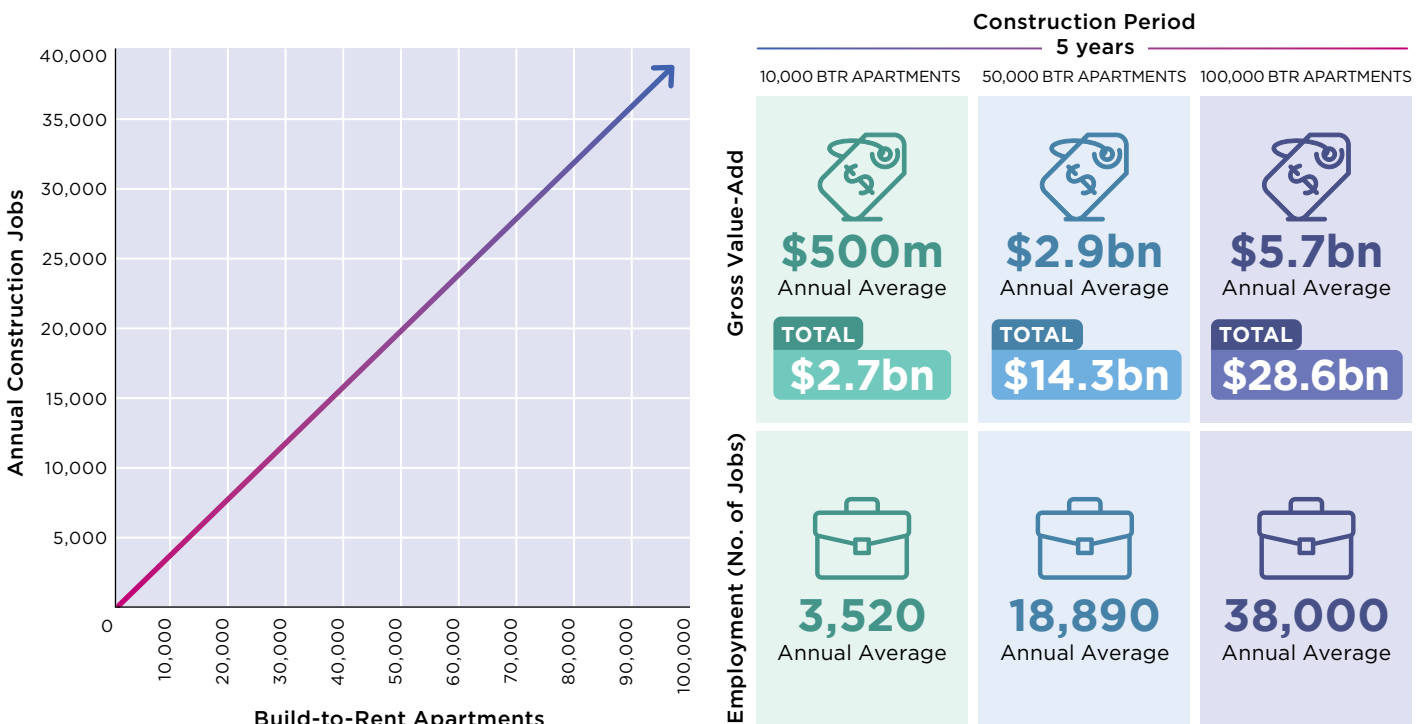 Annual Construction Jobs
40,000
35,000
30,000
25,000
20,000
15,000
10,000
5,000
0
10,000
20,000
30,000
40,000
50,000
60,000
70,000
80,000
90,000
100,000
Build-to-Rent Apartments
Construction Period
5 years
10,000 BTR APARTMENTS
50,000 BTR APARTMENTS
100,000 BTR APARTMENTS
Gross Value-Add
$500m
Annual Average
TOTAL
$2.7bn
$2.9bn
Annual Average
TOTAL
$14.3bn
$5.7bn
Annual Average
TOTAL
$28.6bn
Employment (No. of Jobs)
3,520
Annual Average
18,890
Annual Average
38,000
Annual Average